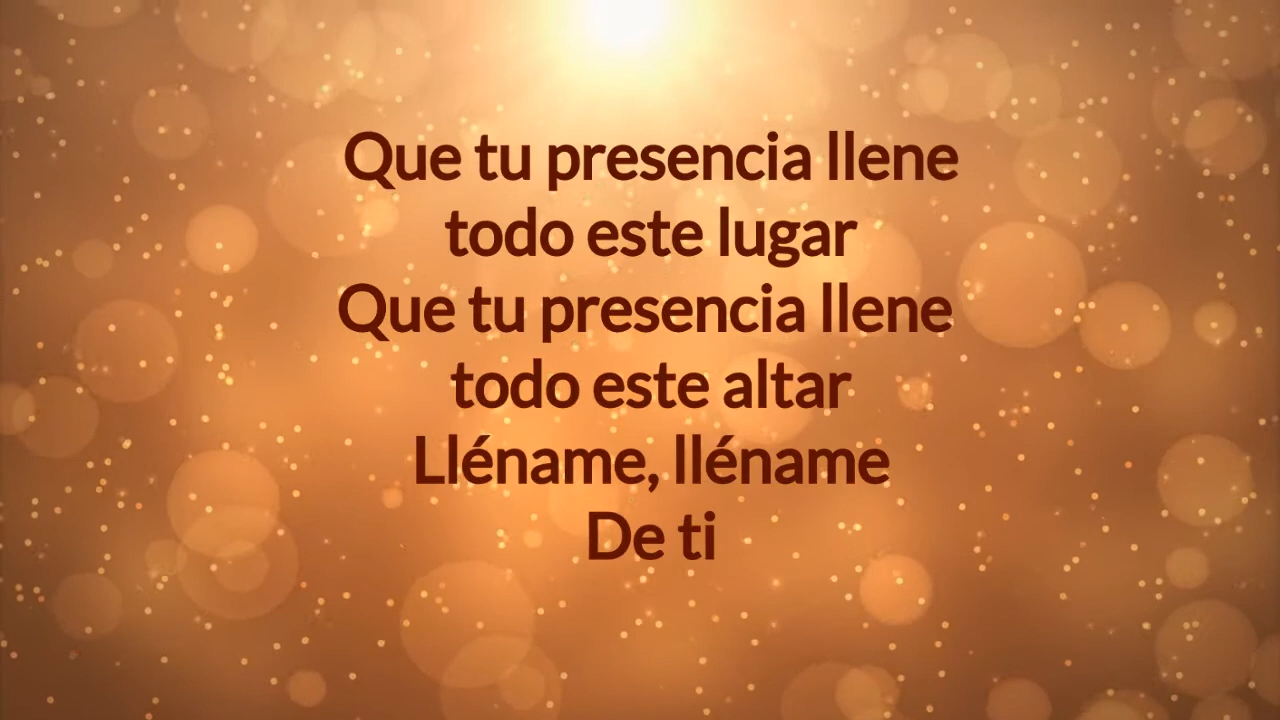 Que tu presencia llene
todo este lugar
Que tu presencia llene
todo este altar
Lléname, lléname
De ti